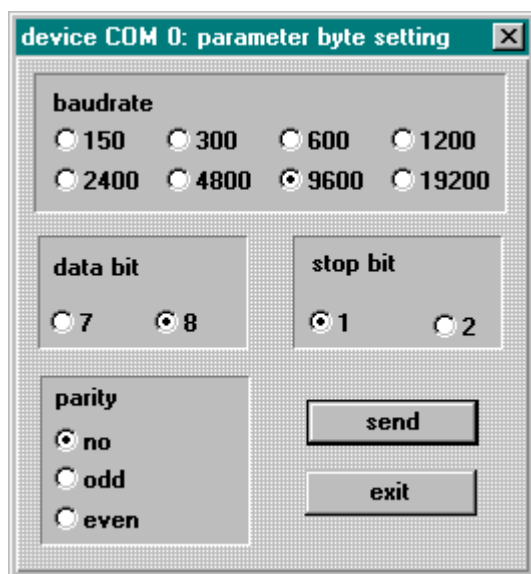 device COM 0: parameter byte setting
baudrate
150 300 600 1200
2400 4800 9600 19200
data bit
7 8
stop bit
1 2
parity
no
odd
even
send
exit